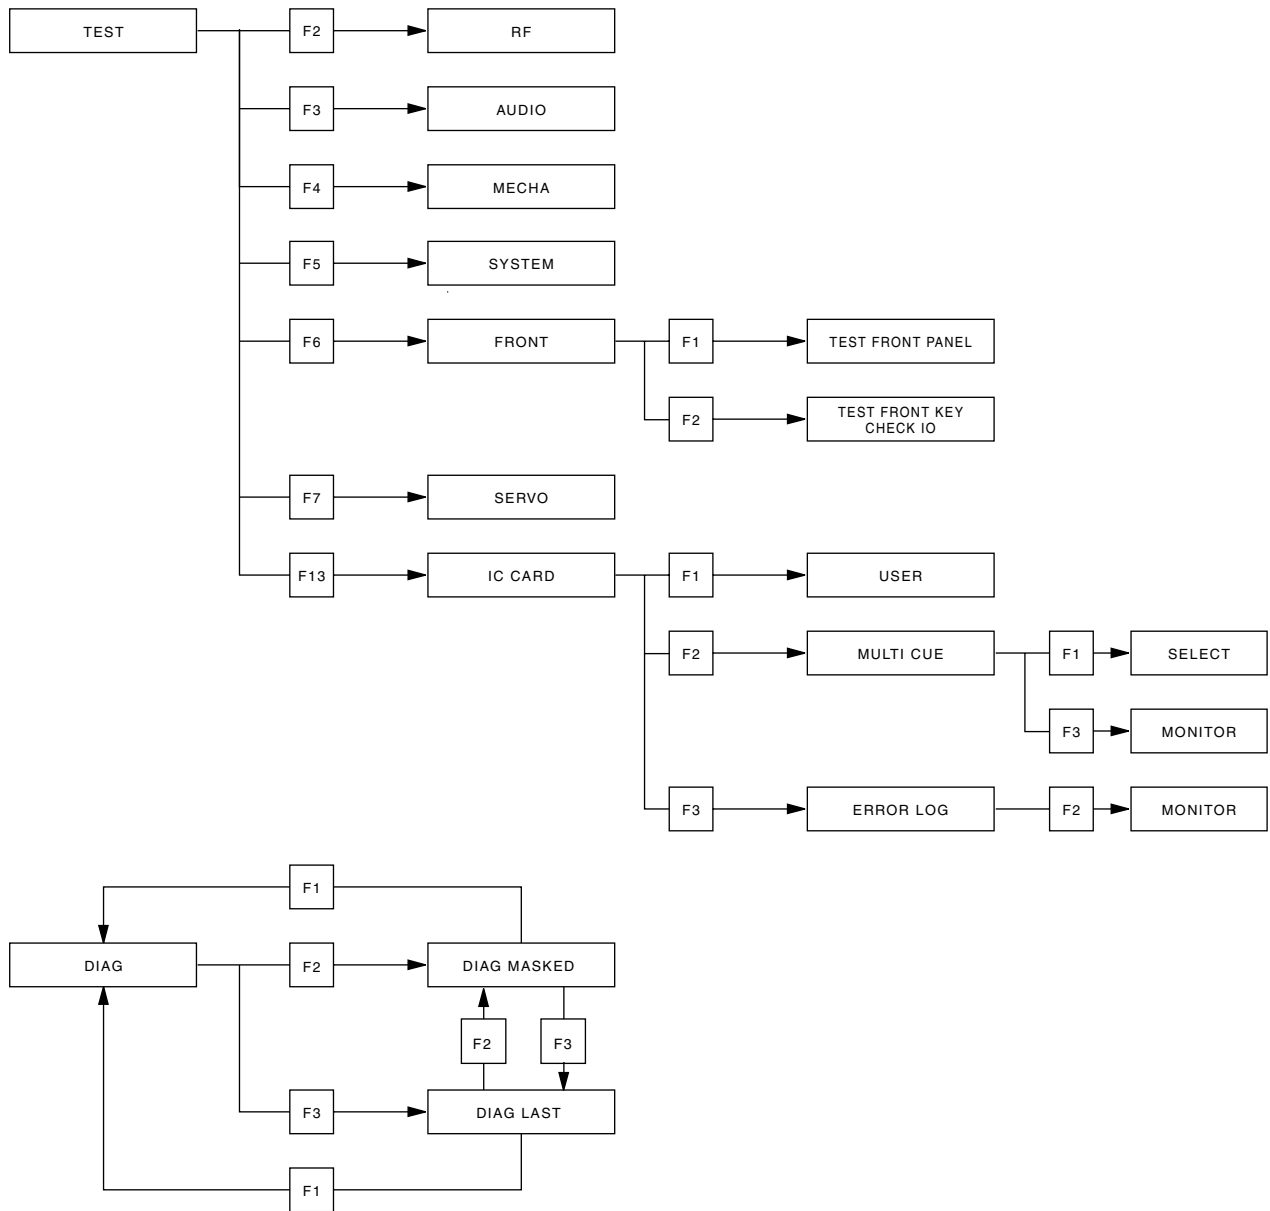 TEST F2 RF
F3 AUDIO
F4 MECHA
F5 SYSTEM
F6 FRONT F1 TEST FRONT PANEL
F2 TEST FRONT KEY
CHECK IO
F7 SERVO
F13 IC CARD F1 USER
F2 MULTI CUE F1 SELECT
F3 MONITOR
F3 ERROR LOG F2 MONITOR
F1
DIAG F2 DIAG MASKED
F2 F3
F3 DIAG LAST
F1